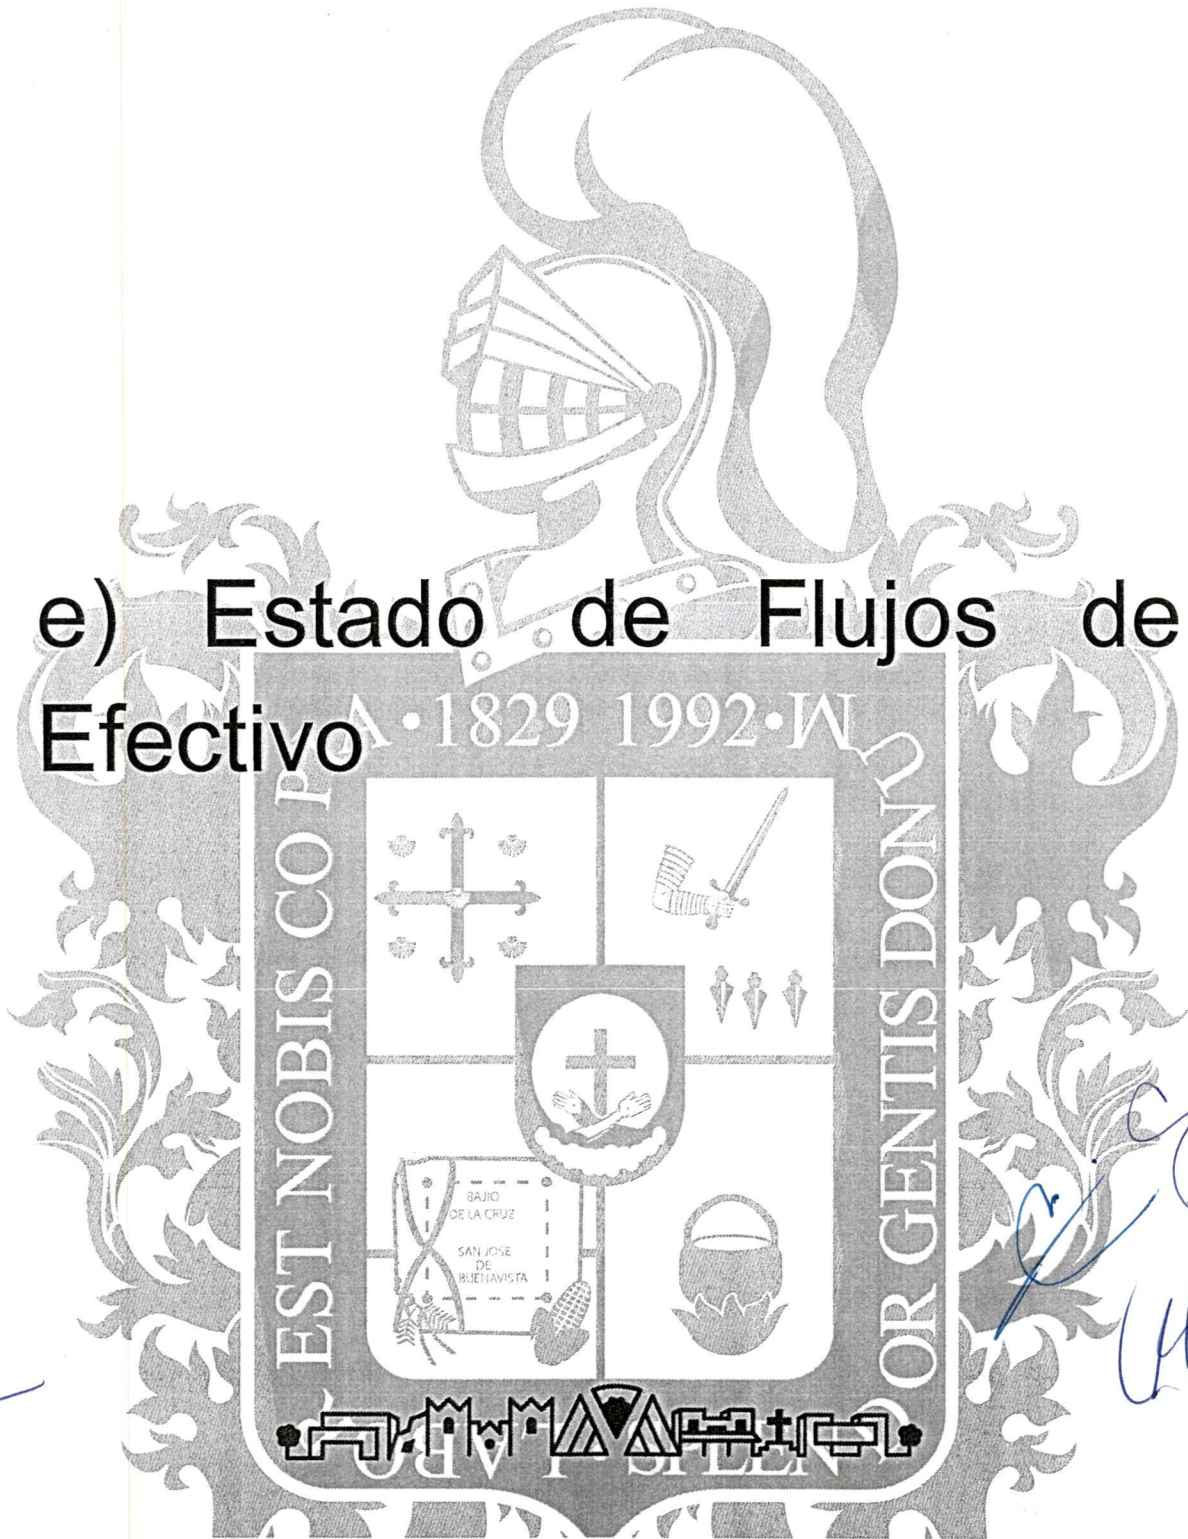 e) Estado de Flujos de
Efectivo
V A · 1829 1992 · M
EST NOBIS CO P
OR GENTIS DONU
BAJIO
DE LA CRUZ
SAN JOSE
DE
BUENAVISTA